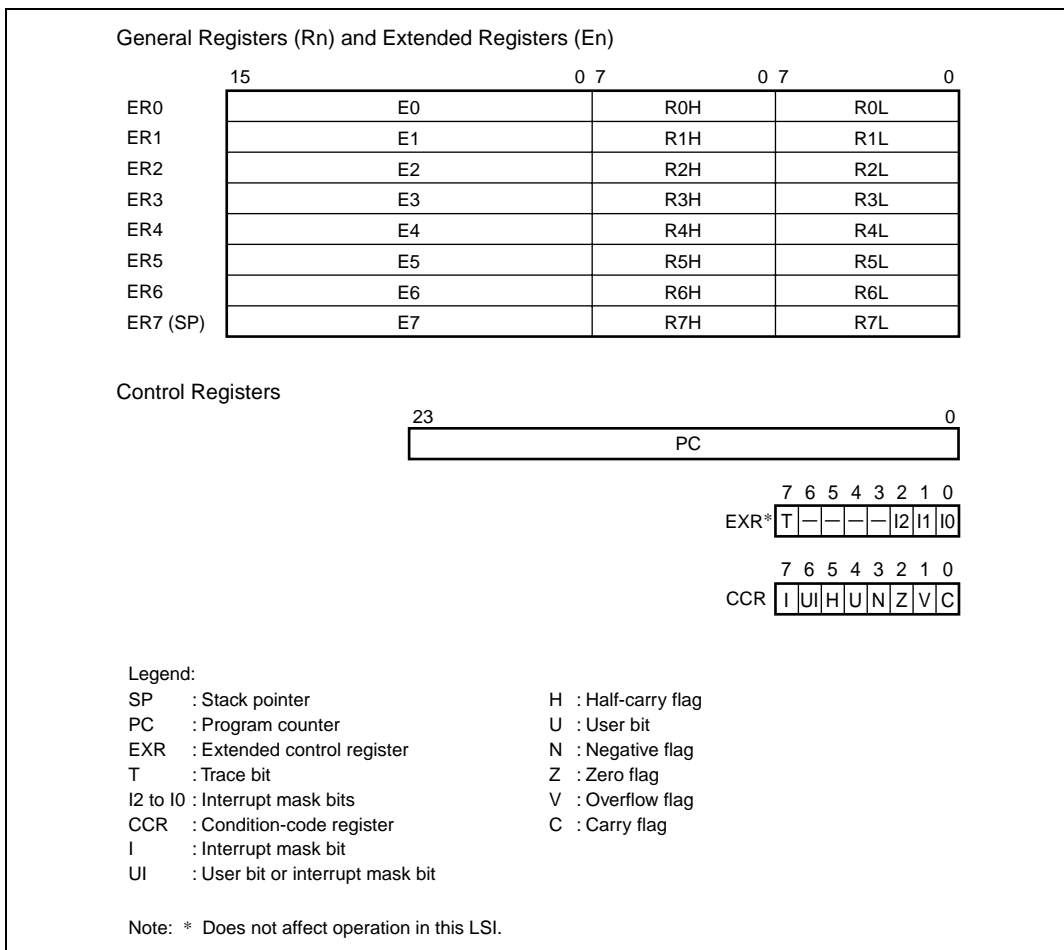 General Registers (Rn) and Extended Registers (En)
15 0 7 0 7 0
ER0 E0 R0H R0L
ER1 E1 R1H R1L
ER2 E2 R2H R2L
ER3 E3 R3H R3L
ER4 E4 R4H R4L
ER5 E5 R5H R5L
ER6 E6 R6H R6L
ER7 (SP) E7 R7H R7L
Control Registers
23 0
PC
7 6 5 4 3 2 1 0
EXR* T — — — — I2 I1 I0
7 6 5 4 3 2 1 0
CCR I UI H U N Z V C
Legend:
SP : Stack pointer
PC : Program counter
EXR : Extended control register
T : Trace bit
I2 to I0 : Interrupt mask bits
CCR : Condition-code register
I : Interrupt mask bit
UI : User bit or interrupt mask bit
H : Half-carry flag
U : User bit
N : Negative flag
Z : Zero flag
V : Overflow flag
C : Carry flag
Note: * Does not affect operation in this LSI.